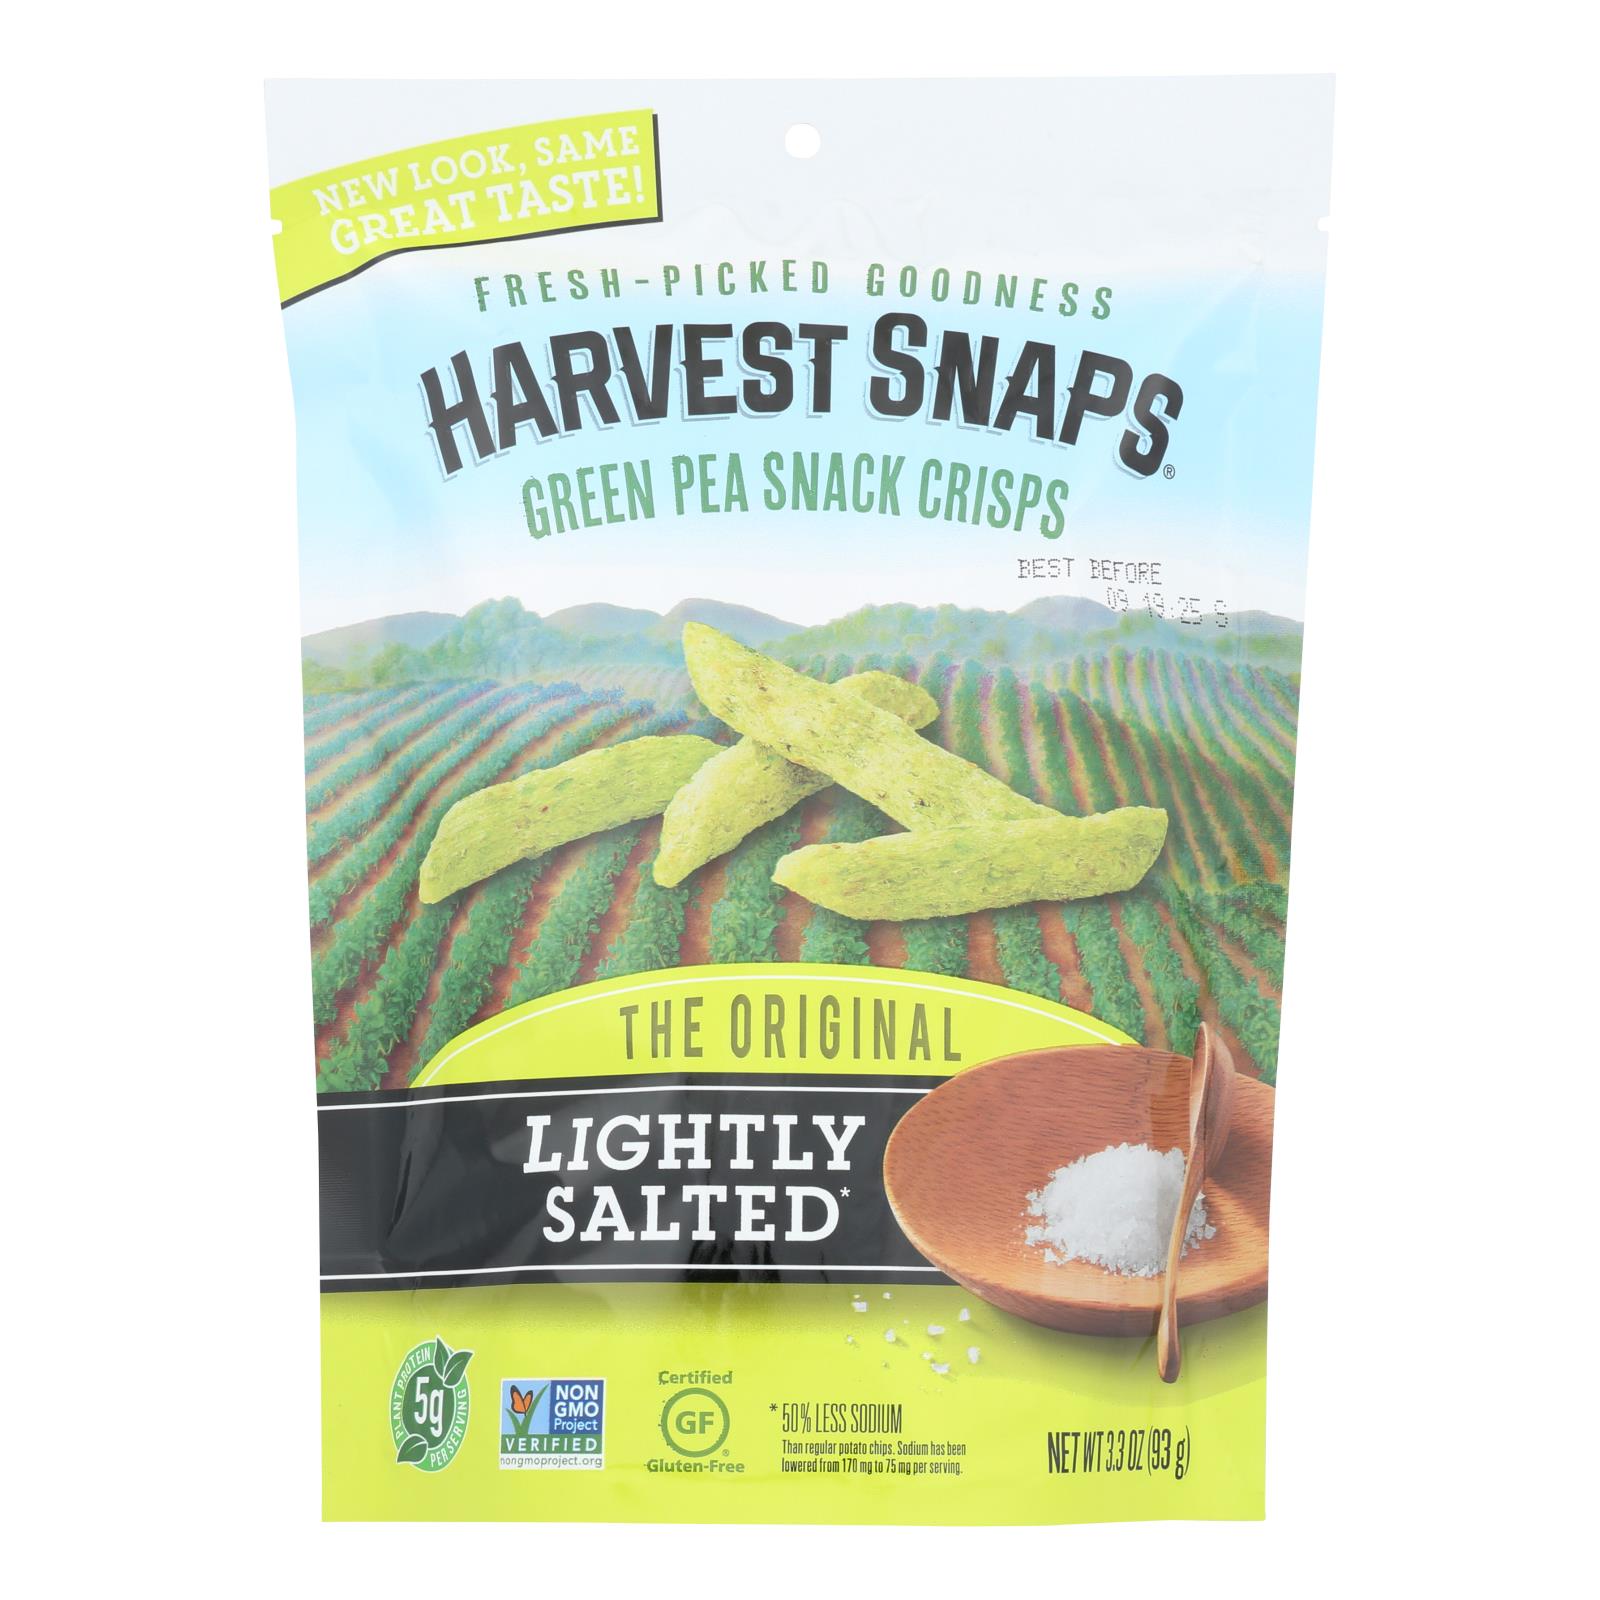 NEW LOOK, SAME
GREAT TASTE!
FRESH-PICKED GOODNESS
HARVEST SNAPS®
GREEN PEA SNACK CRISPS
BEST BEFORE
09 19 25 S
THE ORIGINAL
LIGHTLY
SALTED*
PLANT PROTEIN
5g
PER SERVING
NON
GMO
Project
VERIFIED
nongmoproject.org
Certified
GF®
Gluten-Free
* 50% LESS SODIUM
Than regular potato chips. Sodium has been
lowered from 170 mg to 75 mg per serving.
NET WT 3.3 OZ (93 g)